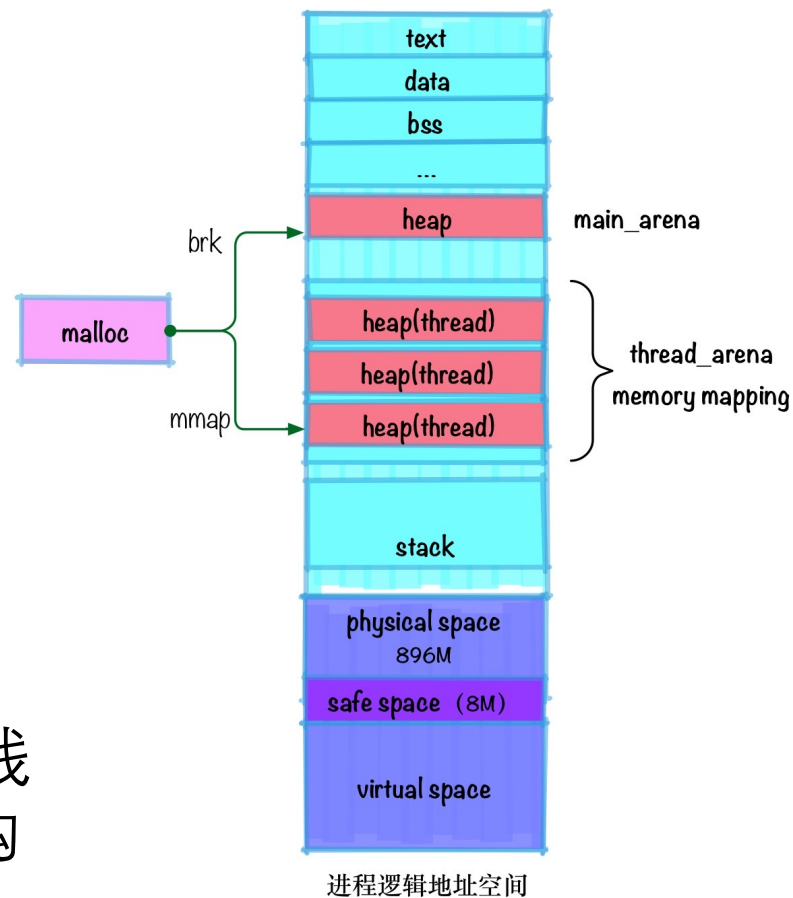 text
data
bss
...
heap
main_arena
brk
malloc
mmap
heap(thread)
heap(thread)
heap(thread)
thread_arena
memory mapping
stack
physical space
896M
safe space (8M)
virtual space
进程逻辑地址空间